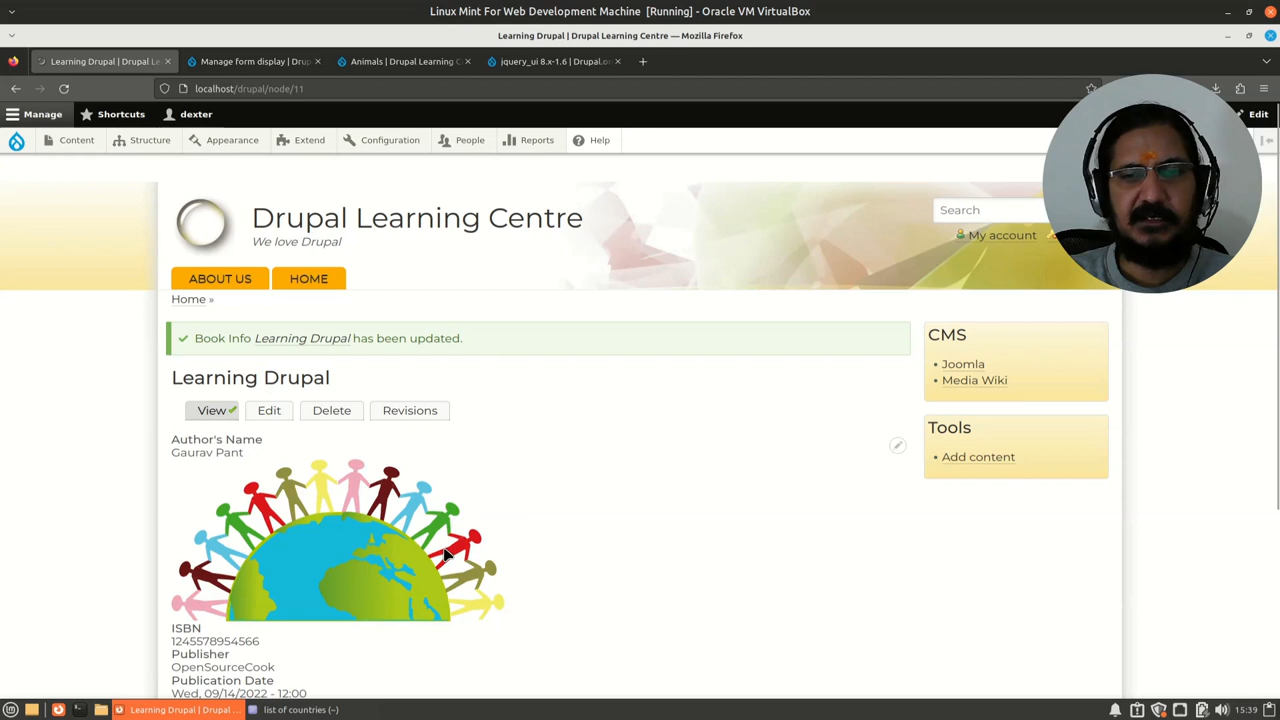 Linux Mint For Web Development Machine [Running] - Oracle VM VirtualBox
Learning Drupal | Drupal Learning Centre — Mozilla Firefox
Learning Drupal | Drupal Le
Manage form display | Dru
Animals | Drupal Learning C
jquery_ui 8.x-1.6 | Drupal.o
localhost/drupal/node/11
Manage
Shortcuts
dexter
Edit
Content
Structure
Appearance
Extend
Configuration
People
Reports
Help
Drupal Learning Centre
We love Drupal
Search
My account
ABOUT US
HOME
Home »
Book Info Learning Drupal has been updated.
Learning Drupal
View
Edit
Delete
Revisions
Author's Name
Gaurav Pant
ISBN
1245578954566
Publisher
OpenSourceCook
Publication Date
Wed, 09/14/2022 - 12:00
CMS
Joomla
Media Wiki
Tools
Add content
Learning Drupal | Drupal ...
list of countries (~)
15:39